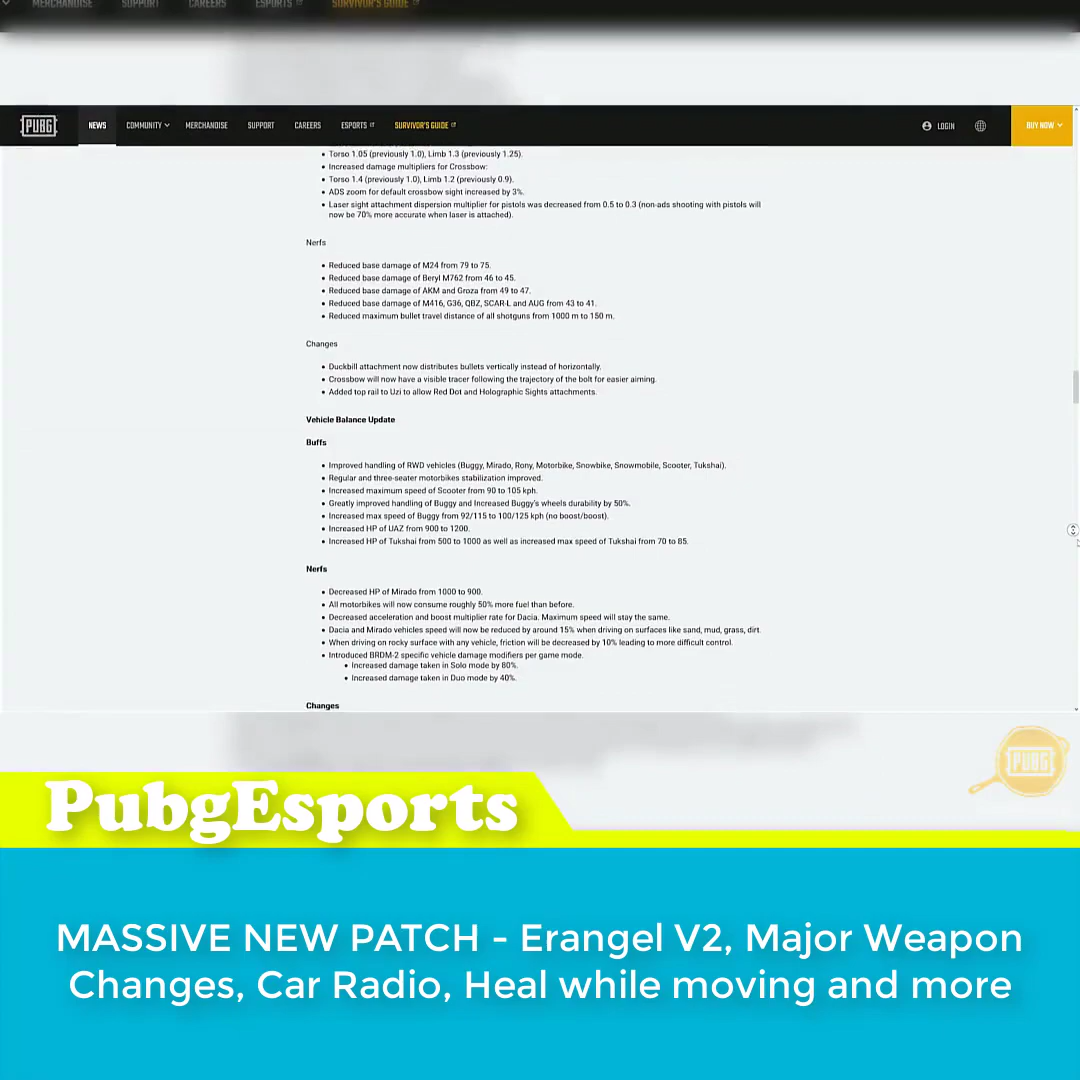 MERCHANDISE SUPPORT CAREERS ESPORTS SURVIVOR'S GUIDE
PUBG NEWS COMMUNITY MERCHANDISE SUPPORT CAREERS ESPORTS SURVIVOR'S GUIDE LOGIN BUY NOW
• Torso 1.05 (previously 1.0), Limb 1.3 (previously 1.25).
• Increased damage multipliers for Crossbow:
• Torso 1.4 (previously 1.0), Limb 1.2 (previously 0.9).
• ADS zoom for default crossbow sight increased by 3%.
• Laser sight attachment dispersion multiplier for pistols was decreased from 0.5 to 0.3 (non-ads shooting with pistols will
now be 70% more accurate when laser is attached).
Nerfs
• Reduced base damage of M24 from 79 to 75.
• Reduced base damage of Beryl M762 from 46 to 45.
• Reduced base damage of AKM and Groza from 49 to 47.
• Reduced base damage of M416, G36, QBZ, SCAR-L and AUG from 43 to 41.
• Reduced maximum bullet travel distance of all shotguns from 1000 m to 150 m.
Changes
• Duckbill attachment now distributes bullets vertically instead of horizontally.
• Crossbow will now have a visible tracer following the trajectory of the bolt for easier aiming.
• Added top rail to Uzi to allow Red Dot and Holographic Sights attachments.
Vehicle Balance Update
Buffs
• Improved handling of RWD vehicles (Buggy, Mirado, Rony, Motorbike, Snowbike, Snowmobile, Scooter, Tukshai).
• Regular and three-seater motorbikes stabilization improved.
• Increased maximum speed of Scooter from 90 to 105 kph.
• Greatly improved handling of Buggy and Increased Buggy's wheels durability by 50%.
• Increased max speed of Buggy from 92/115 to 100/125 kph (no boost/boost).
• Increased HP of UAZ from 900 to 1200.
• Increased HP of Tukshai from 500 to 1000 as well as increased max speed of Tukshai from 70 to 85.
Nerfs
• Decreased HP of Mirado from 1000 to 900.
• All motorbikes will now consume roughly 50% more fuel than before.
• Decreased acceleration and boost multiplier rate for Dacia. Maximum speed will stay the same.
• Dacia and Mirado vehicles speed will now be reduced by around 15% when driving on surfaces like sand, mud, grass, dirt.
• When driving on rocky surface with any vehicle, friction will be decreased by 10% leading to more difficult control.
• Introduced BRDM-2 specific vehicle damage modifiers per game mode.
• Increased damage taken in Solo mode by 80%.
• Increased damage taken in Duo mode by 40%.
Changes
PUBG
PubgEsports
MASSIVE NEW PATCH - Erangel V2, Major Weapon
Changes, Car Radio, Heal while moving and more